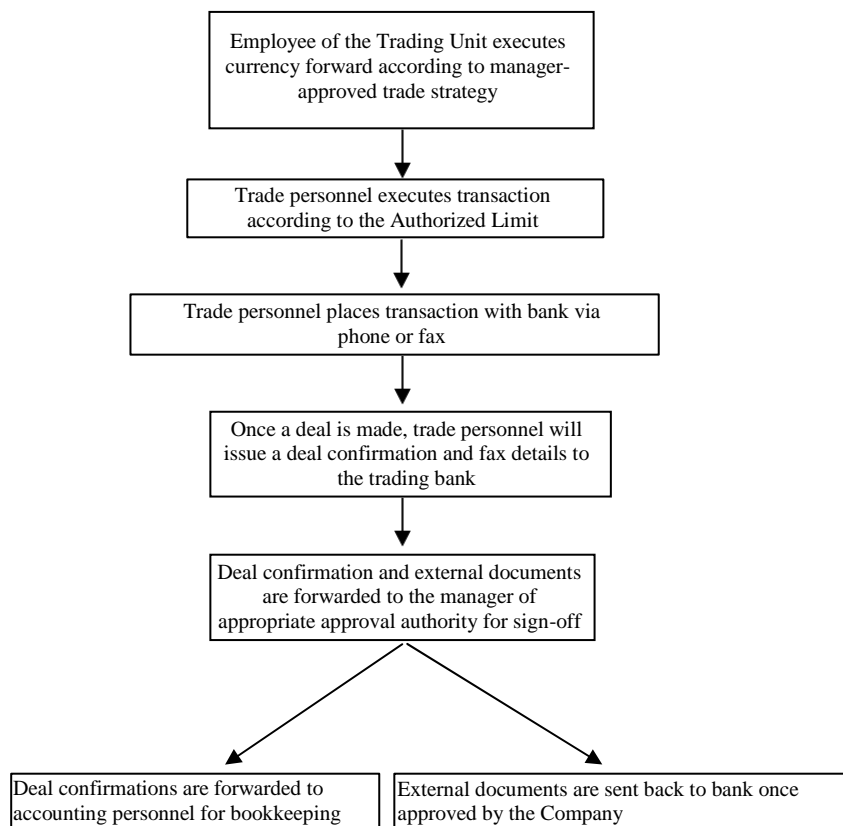 Employee of the Trading Unit executes
currency forward according to manager-
approved trade strategy
Trade personnel executes transaction
according to the Authorized Limit
Trade personnel places transaction with bank via
phone or fax
Once a deal is made, trade personnel will
issue a deal confirmation and fax details to
the trading bank
Deal confirmation and external documents
are forwarded to the manager of
appropriate approval authority for sign-off
Deal confirmations are forwarded to
accounting personnel for bookkeeping
External documents are sent back to bank once
approved by the Company